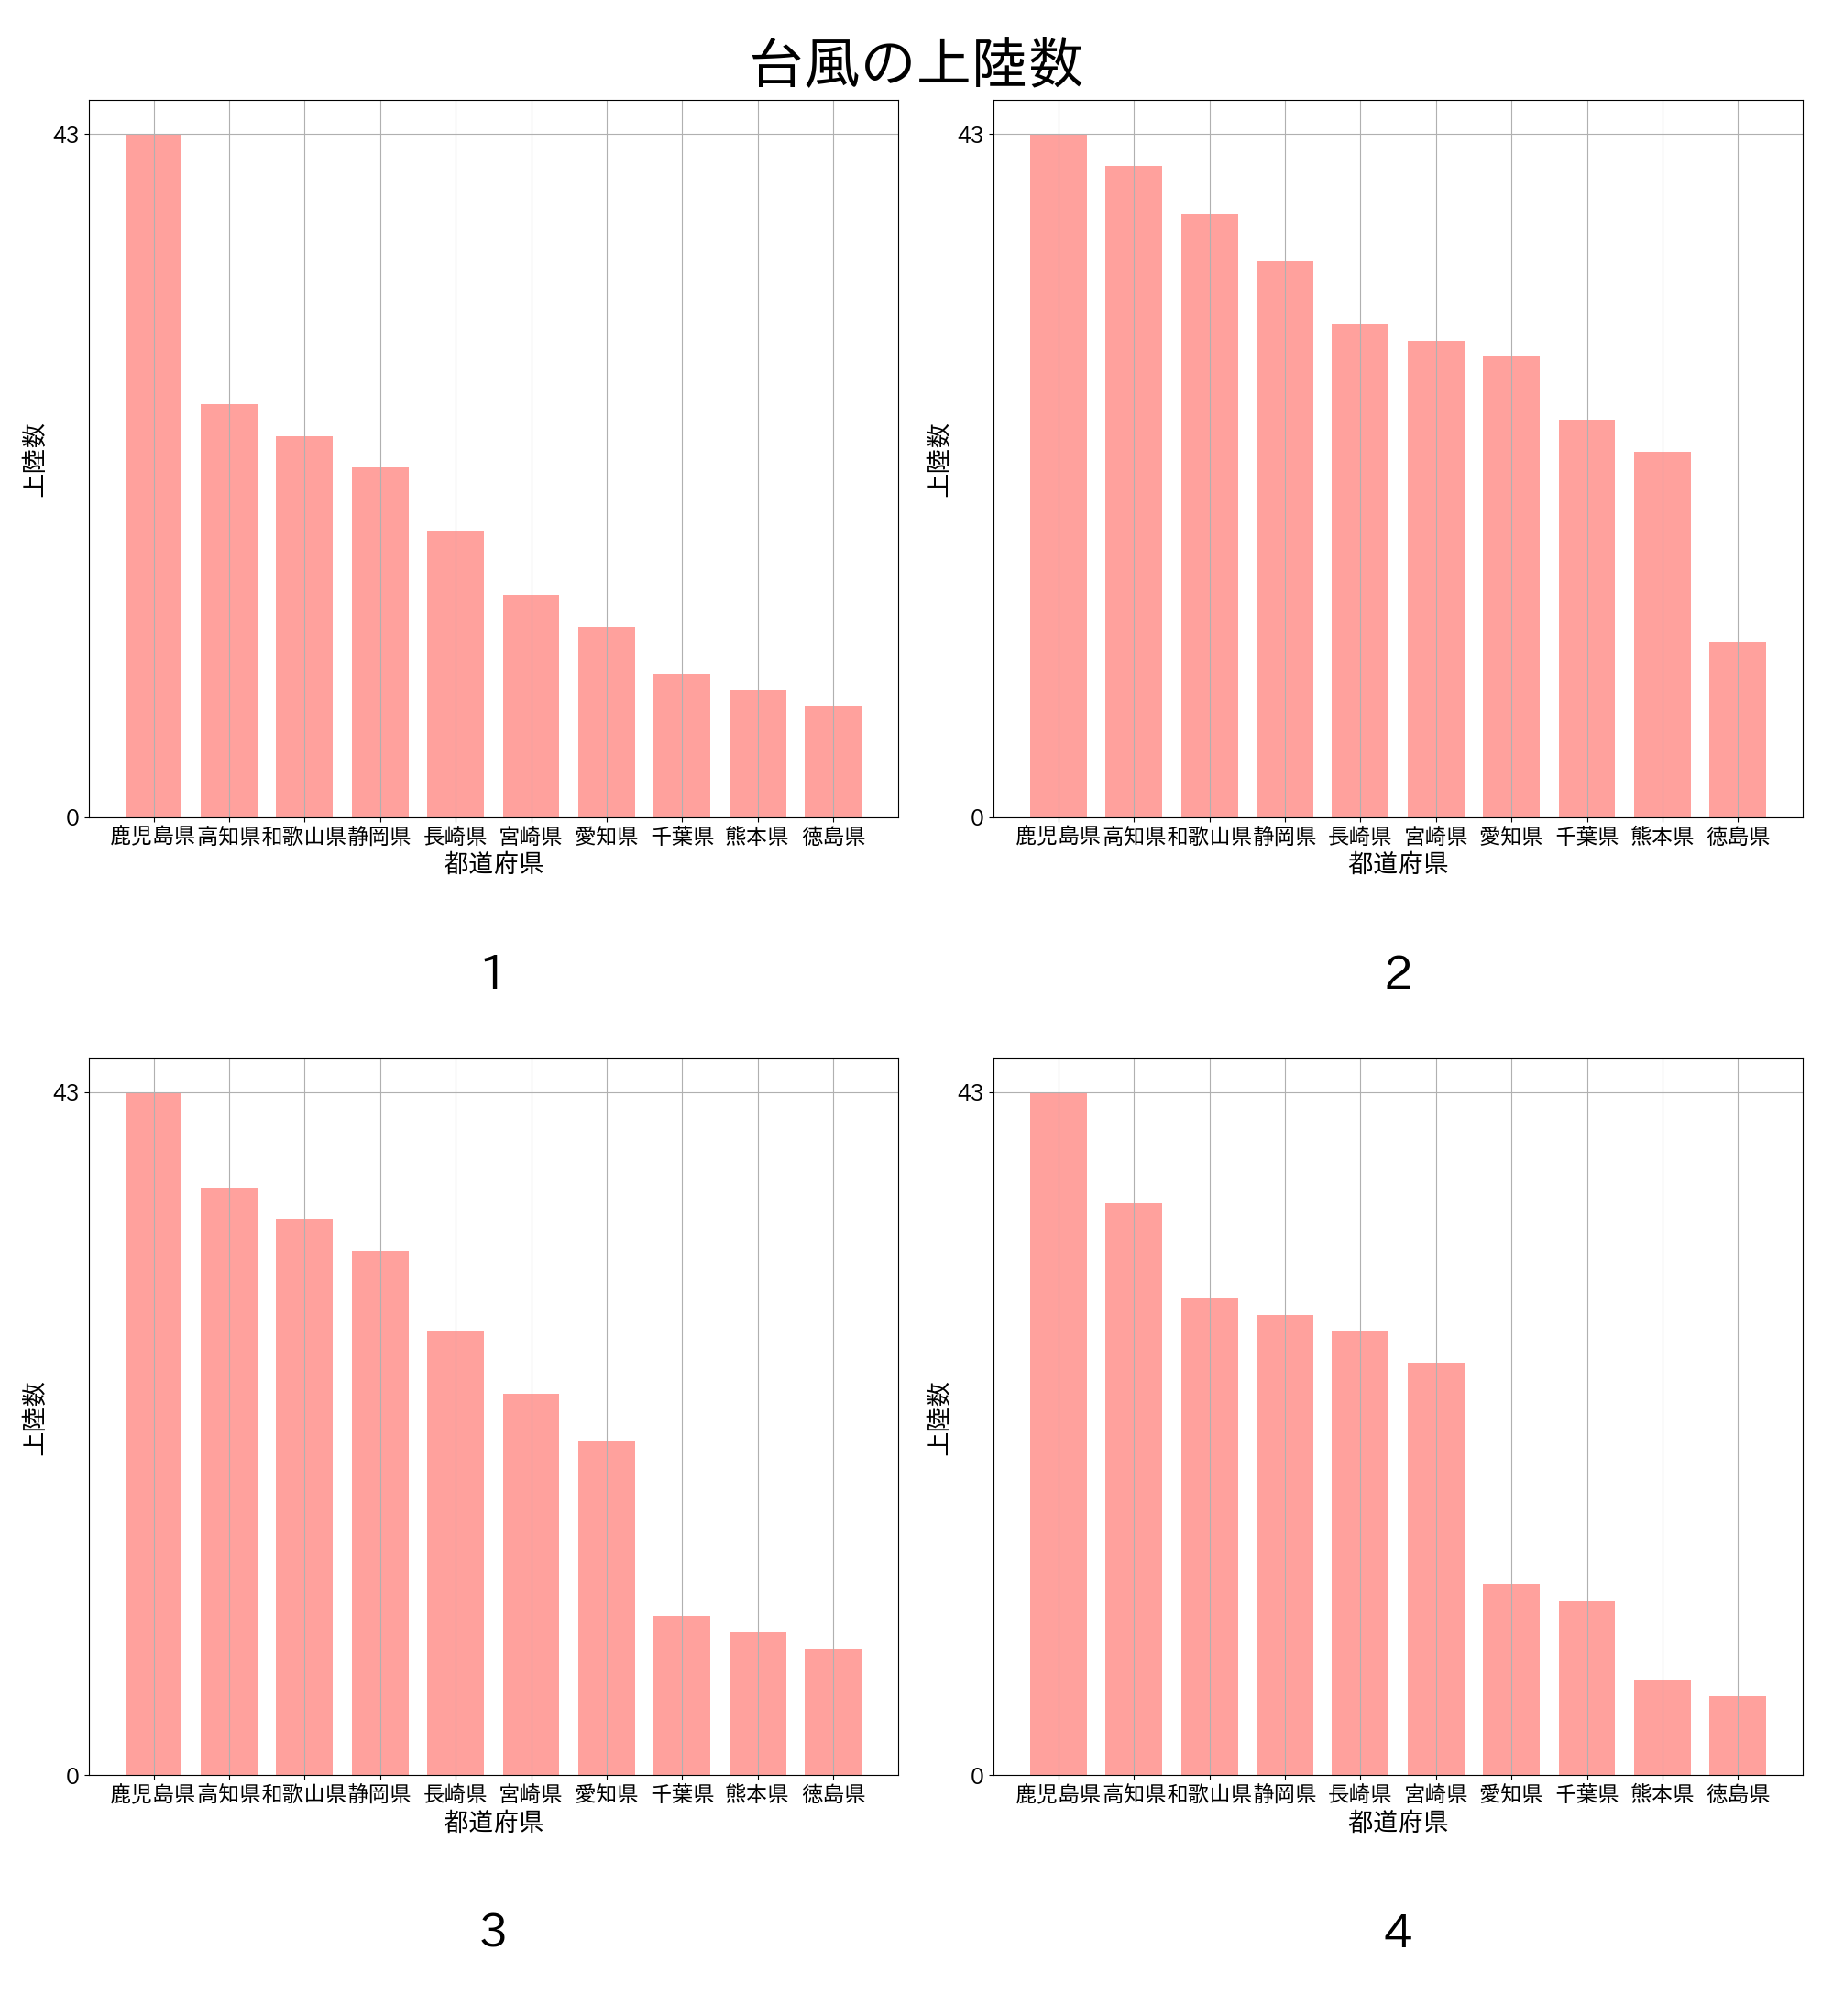 台風の上陸数
43
0
上陸数
鹿児島県 高知県 和歌山県 静岡県 長崎県 宮崎県 愛知県 千葉県 熊本県 徳島県
都道府県
1
43
0
上陸数
鹿児島県 高知県 和歌山県 静岡県 長崎県 宮崎県 愛知県 千葉県 熊本県 徳島県
都道府県
2
43
0
上陸数
鹿児島県 高知県 和歌山県 静岡県 長崎県 宮崎県 愛知県 千葉県 熊本県 徳島県
都道府県
3
43
0
上陸数
鹿児島県 高知県 和歌山県 静岡県 長崎県 宮崎県 愛知県 千葉県 熊本県 徳島県
都道府県
4